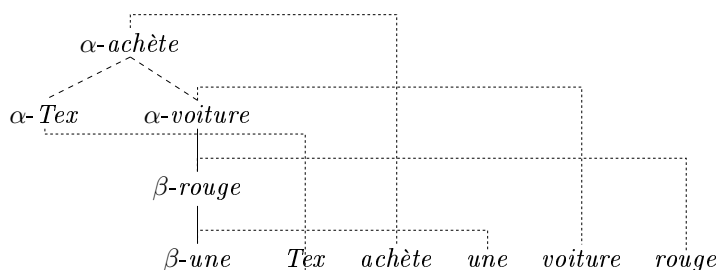 α-achète
α-Tex α-voiture
β-rouge
β-une Tex achète une voiture rouge